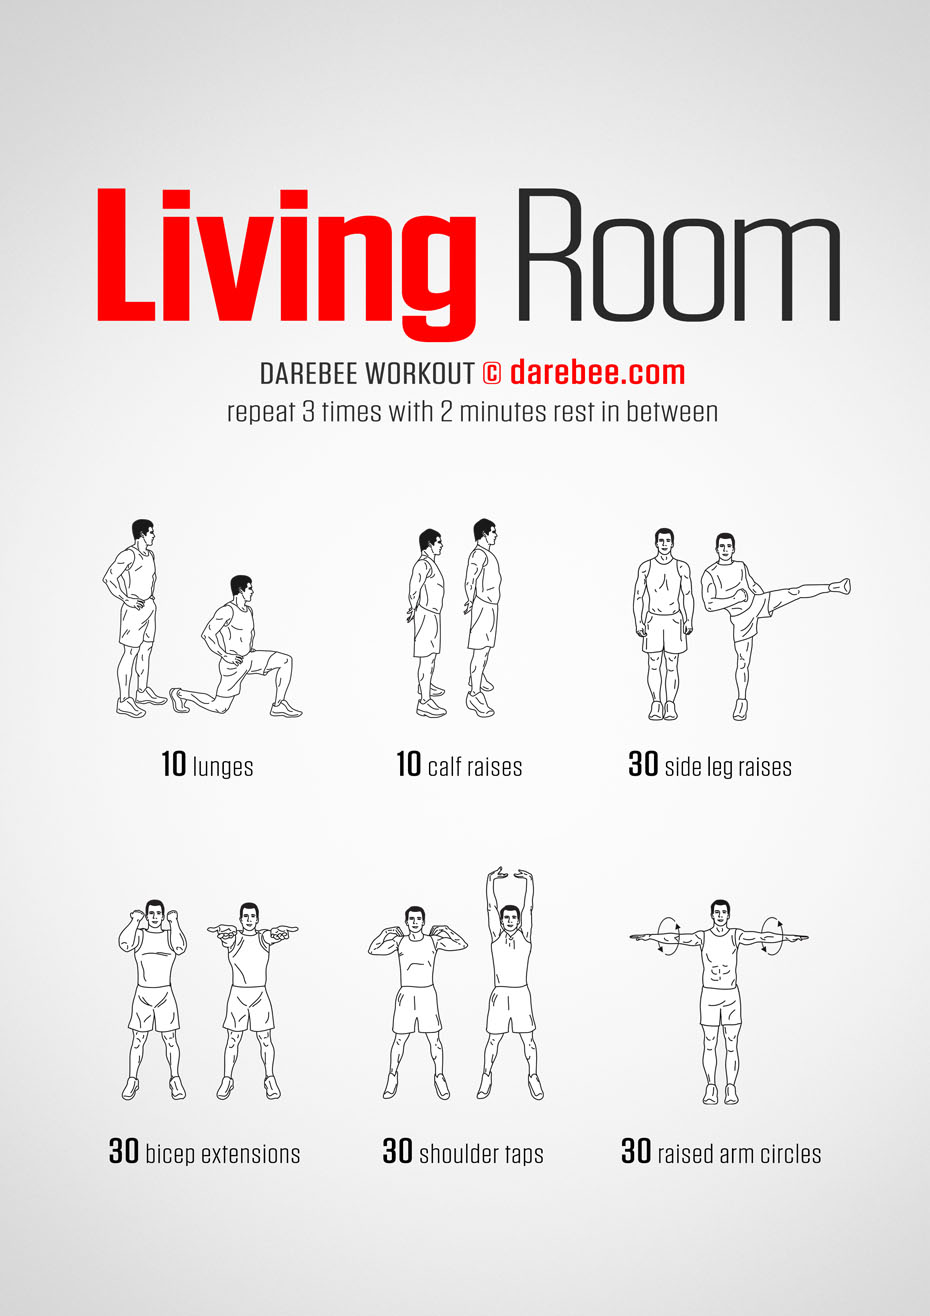 Living Room
DAREBEE WORKOUT © darebee.com
repeat 3 times with 2 minutes rest in between
10 lunges
10 calf raises
30 side leg raises
30 bicep extensions
30 shoulder taps
30 raised arm circles